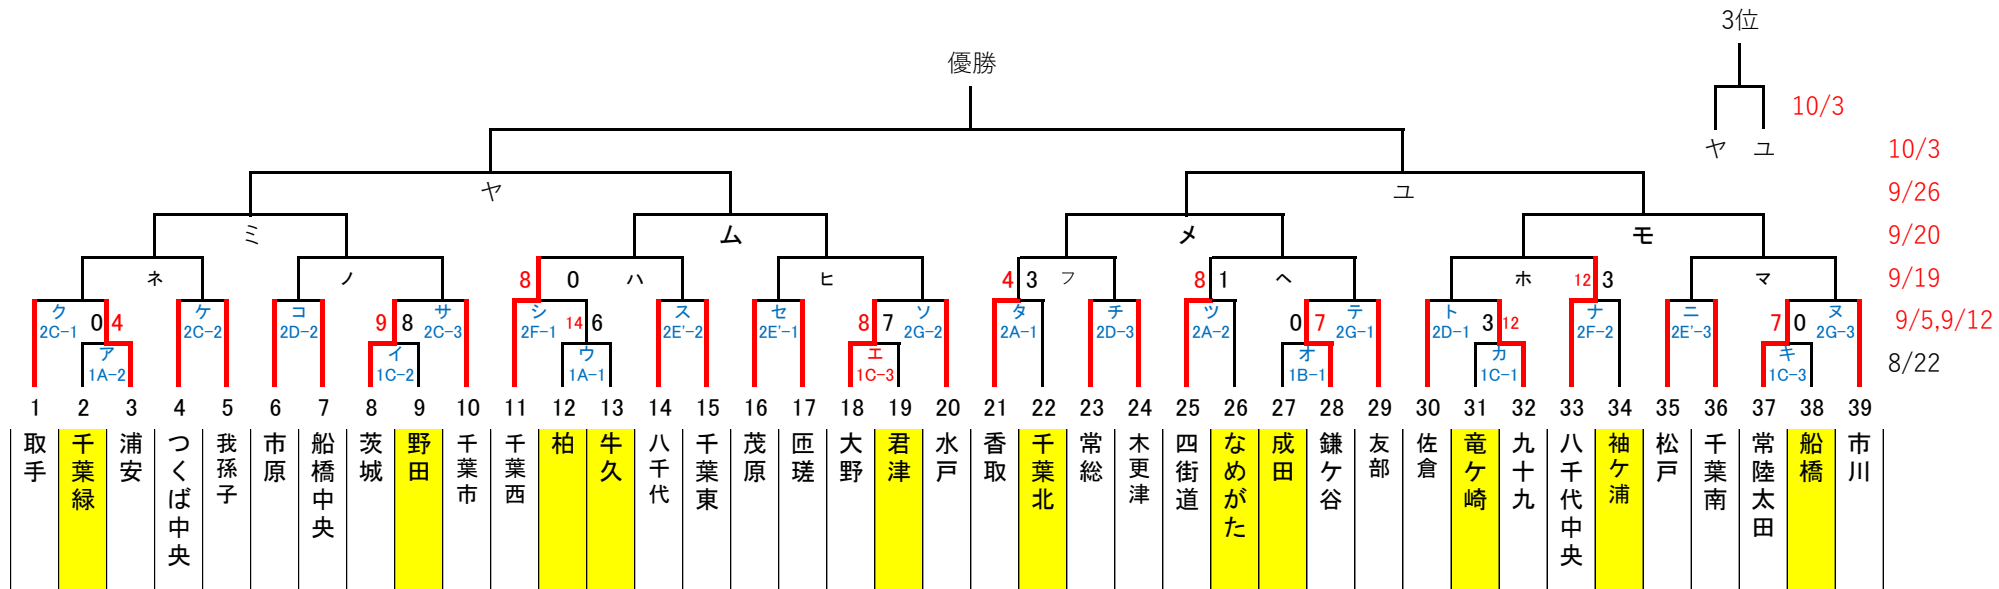 3位
優勝
10/3
ヤ ユ 10/3
ヤ ユ 9/26
ミ ム メ モ 9/20
ネ ノ 8 0 ハ ヒ 4 3 フ 8 1 ヘ ホ 12 3 マ 9/19
ク ケ コ サ シ ス セ ソ タ チ ツ テ ト ナ ニ ヌ
2C-1 0 4 2C-2 2D-2 9 8 2C-3 2F-1 14 6 2E'-2 2E'-1 8 7 2G-2 2A-1 2D-3 2A-2 0 7 2G-1 2D-1 3 12 2F-2 2E'-3 7 0 2G-3 9/5,9/12
ア イ ウ エ オ カ キ 8/22
1A-2 1C-2 1A-1 1C-3 1B-1 1C-1 1C-3
1 2 3 4 5 6 7 8 9 10 11 12 13 14 15 16 17 18 19 20 21 22 23 24 25 26 27 28 29 30 31 32 33 34 35 36 37 38 39
取手
千葉緑
浦安
つくば中央
我孫子
市原
船橋中央
茨城
野田
千葉市
千葉西
柏
牛久
八千代
千葉東
茂原
匝瑳
大野
君津
水戸
香取
千葉北
常総
木更津
四街道
なめがた
成田
鎌ケ谷
友部
佐倉
竜ケ崎
九十九
八千代中央
袖ケ浦
松戸
千葉南
常陸太田
船橋
市川